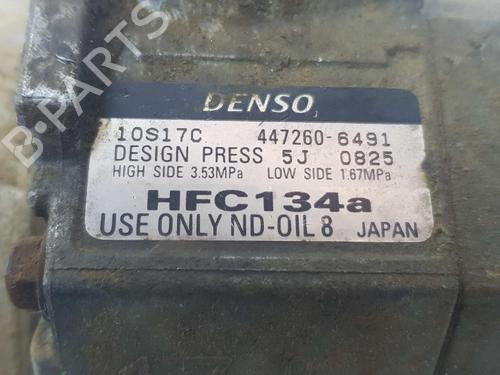 DENSO
10S17C 447260-6491
DESIGN PRESS 5J 0825
HIGH SIDE 3.53MPa LOW SIDE 1.67MPa
HFC134a
USE ONLY ND-OIL 8 JAPAN
B-PARTS